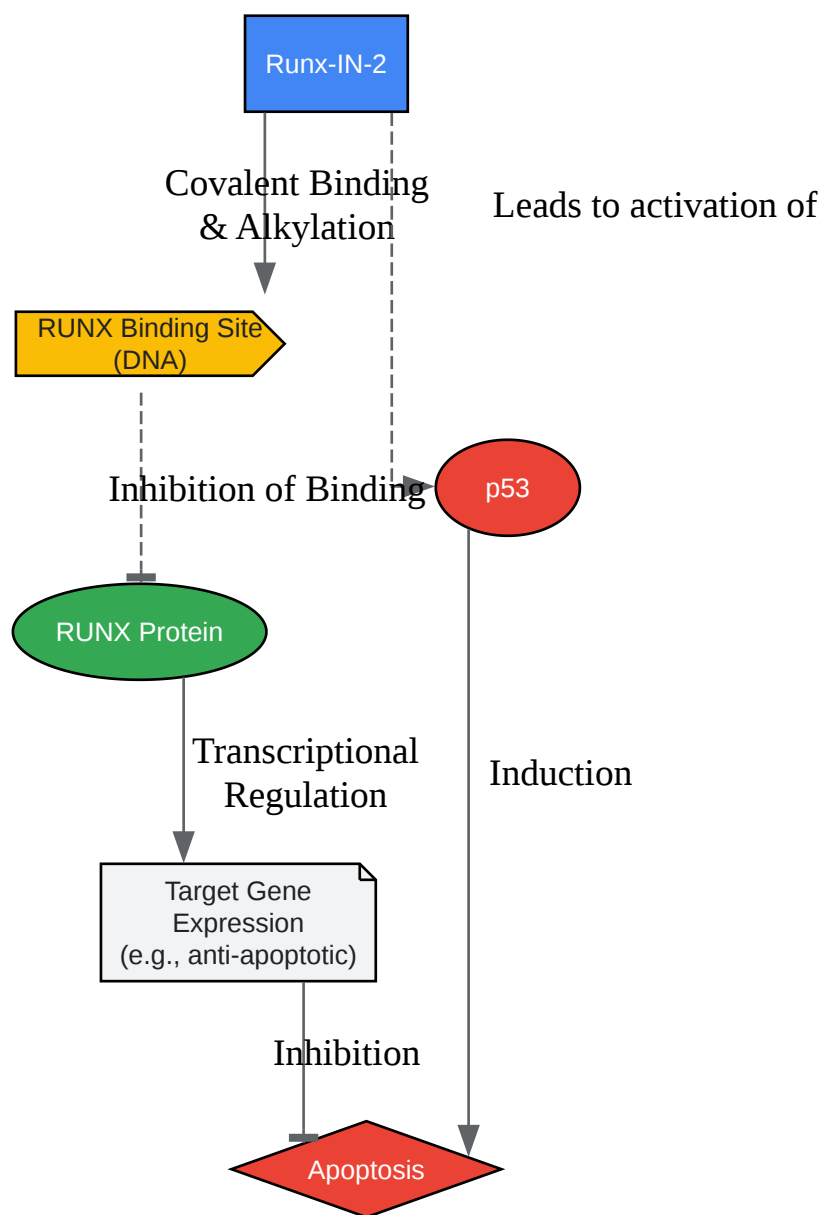 Runx-IN-2
Covalent Binding
& Alkylation
Leads to activation of
RUNX Binding Site
(DNA)
Inhibition of Binding
p53
RUNX Protein
Transcriptional
Regulation
Induction
Target Gene
Expression
(e.g., anti-apoptotic)
Inhibition
Apoptosis